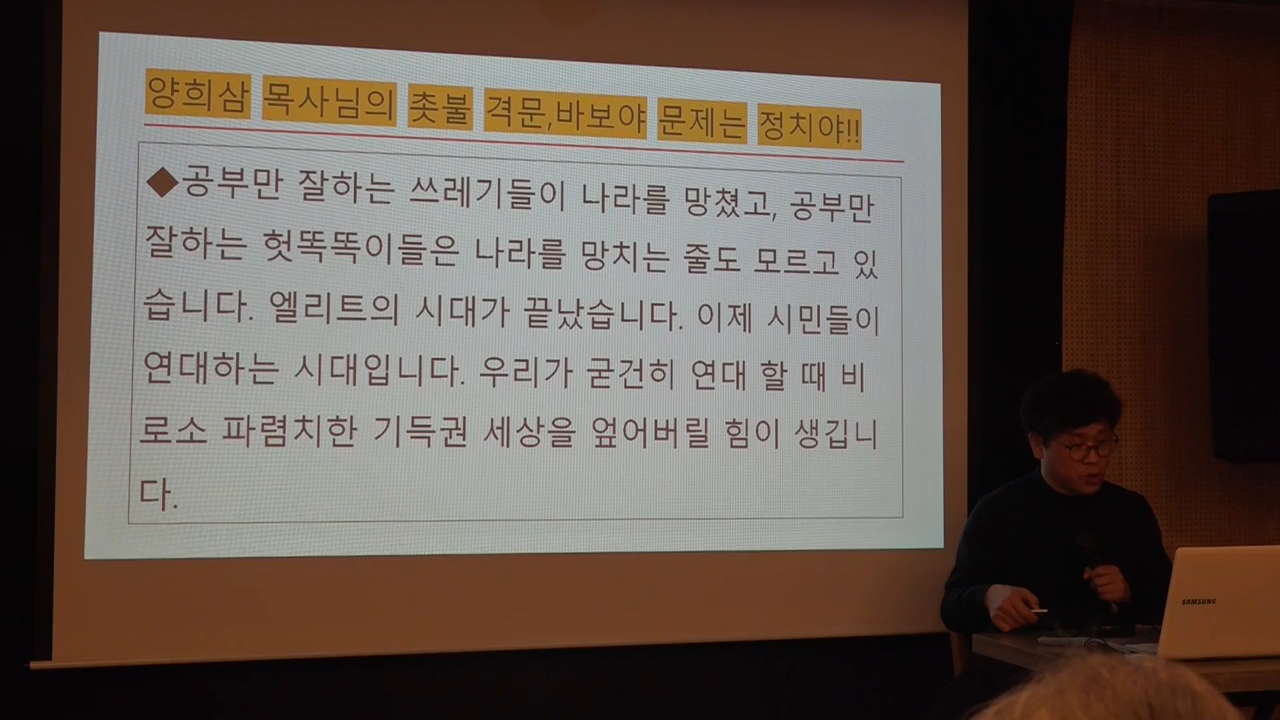 양희삼 목사님의 촛불 격문,바보야 문제는 정치야!!
◆공부만 잘하는 쓰레기들이 나라를 망쳤고, 공부만
잘하는 헛똑똑이들은 나라를 망치는 줄도 모르고 있
습니다. 엘리트의 시대가 끝났습니다. 이제 시민들이
연대하는 시대입니다. 우리가 굳건히 연대 할 때 비
로소 파렴치한 기득권 세상을 엎어버릴 힘이 생깁니
다.
SAMSUNG